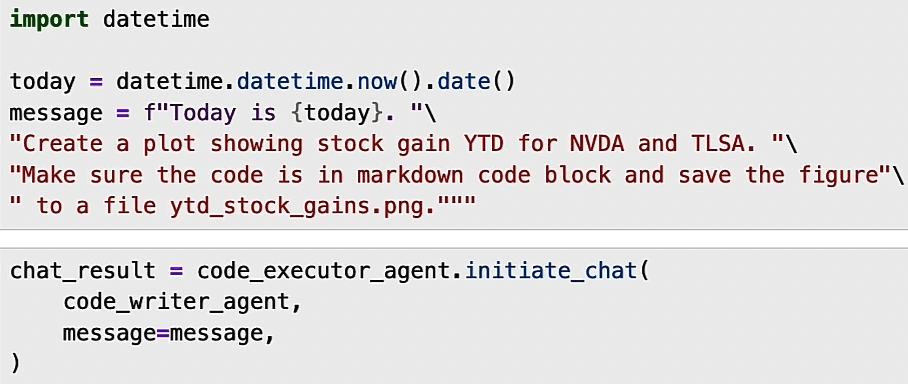 import datetime
today = datetime.datetime.now().date()
message = f"Today is {today}. "\
"Create a plot showing stock gain YTD for NVDA and TLSA. "\
"Make sure the code is in markdown code block and save the figure"\
" to a file ytd_stock_gains.png."""
chat_result = code_executor_agent.initiate_chat(
    code_writer_agent,
    message=message,
)